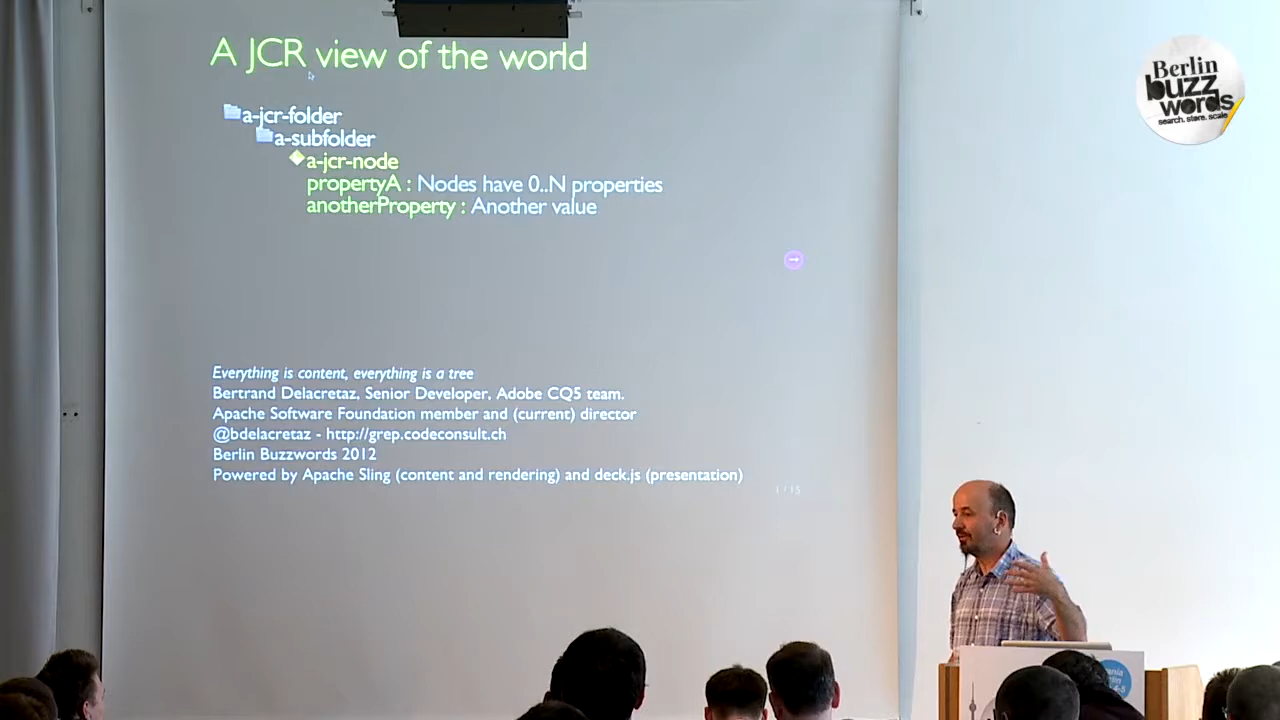 A JCR view of the world
a-jcr-folder
a-subfolder
a-jcr-node
propertyA : Nodes have 0..N properties
anotherProperty : Another value
Everything is content, everything is a tree
Bertrand Delacretaz, Senior Developer, Adobe CQ5 team.
Apache Software Foundation member and (current) director
@bdelacretaz - http://grep.codeconsult.ch
Berlin Buzzwords 2012
Powered by Apache Sling (content and rendering) and deck.js (presentation)
1 / 15
Berlin
buzz
words
search. store. scale